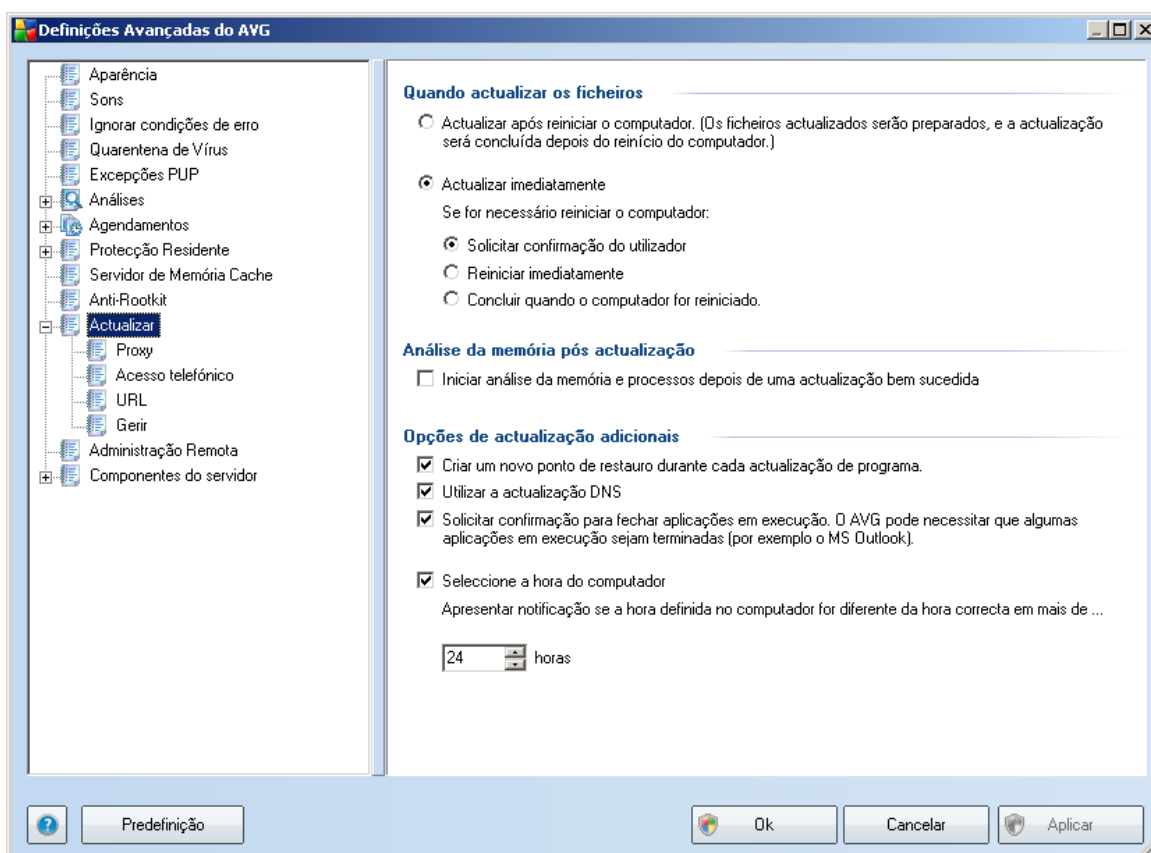 Definições Avançadas do AVG
Aparência
Sons
Ignorar condições de erro
Quarentena de Vírus
Excepções PUP
Análises
Agendamentos
Protecção Residente
Servidor de Memória Cache
Anti-Rootkit
Actualizar
Proxy
Acesso telefónico
URL
Gerir
Administração Remota
Componentes do servidor
Quando actualizar os ficheiros
Actualizar após reiniciar o computador. (Os ficheiros actualizados serão preparados, e a actualização
será concluída depois do reinício do computador.)
Actualizar imediatamente
Se for necessário reiniciar o computador:
Solicitar confirmação do utilizador
Reiniciar imediatamente
Concluir quando o computador for reiniciado.
Análise da memória pós actualização
Iniciar análise da memória e processos depois de uma actualização bem sucedida
Opções de actualização adicionais
Criar um novo ponto de restauro durante cada actualização de programa.
Utilizar a actualização DNS
Solicitar confirmação para fechar aplicações em execução. O AVG pode necessitar que algumas
aplicações em execução sejam terminadas (por exemplo o MS Outlook).
Seleccione a hora do computador
Apresentar notificação se a hora definida no computador for diferente da hora correcta em mais de ...
24 horas
Predefinição
Ok
Cancelar
Aplicar